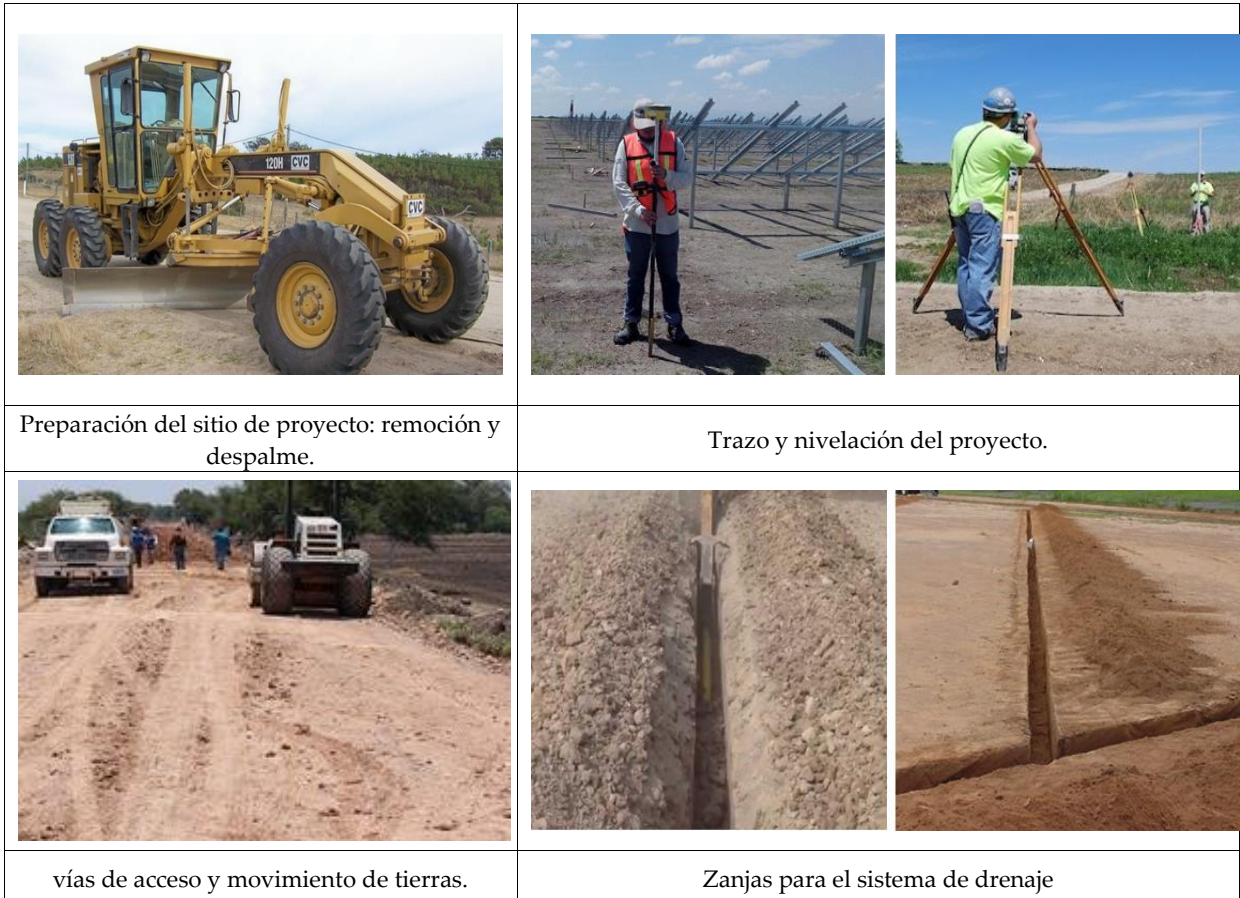 120H CVC
CVC
Preparación del sitio de proyecto: remoción y
despalme.
Trazo y nivelación del proyecto.
vías de acceso y movimiento de tierras.
Zanjas para el sistema de drenaje